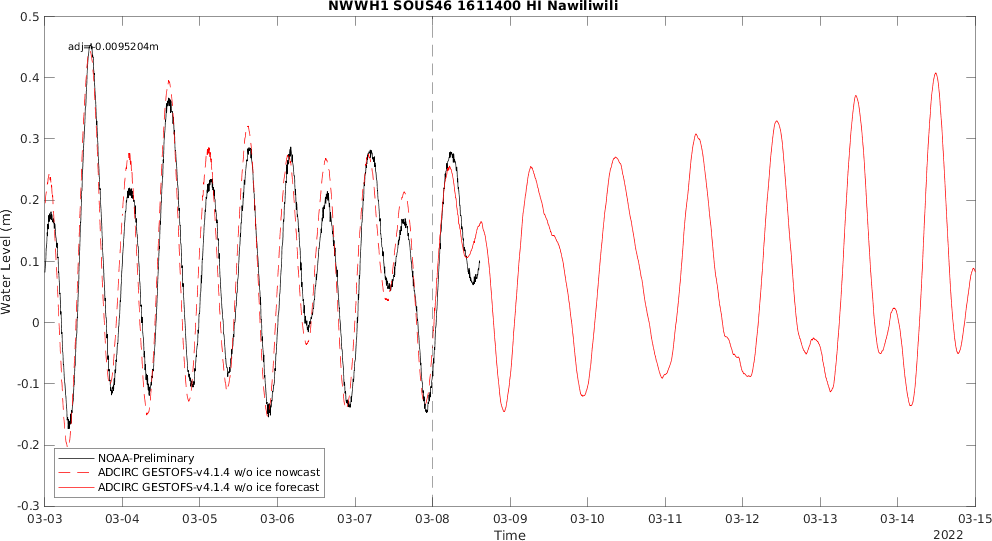 NWWH1 SOUS46 1611400 HI Nawiliwili
adj=-0.0095204m
0.5
0.4
0.3
0.2
0.1
0
-0.1
-0.2
-0.3
Water Level (m)
NOAA-Preliminary
ADCIRC GESTOFS-v4.1.4 w/o ice nowcast
ADCIRC GESTOFS-v4.1.4 w/o ice forecast
03-03 03-04 03-05 03-06 03-07 03-08 03-09 03-10 03-11 03-12 03-13 03-14 03-15
Time
2022